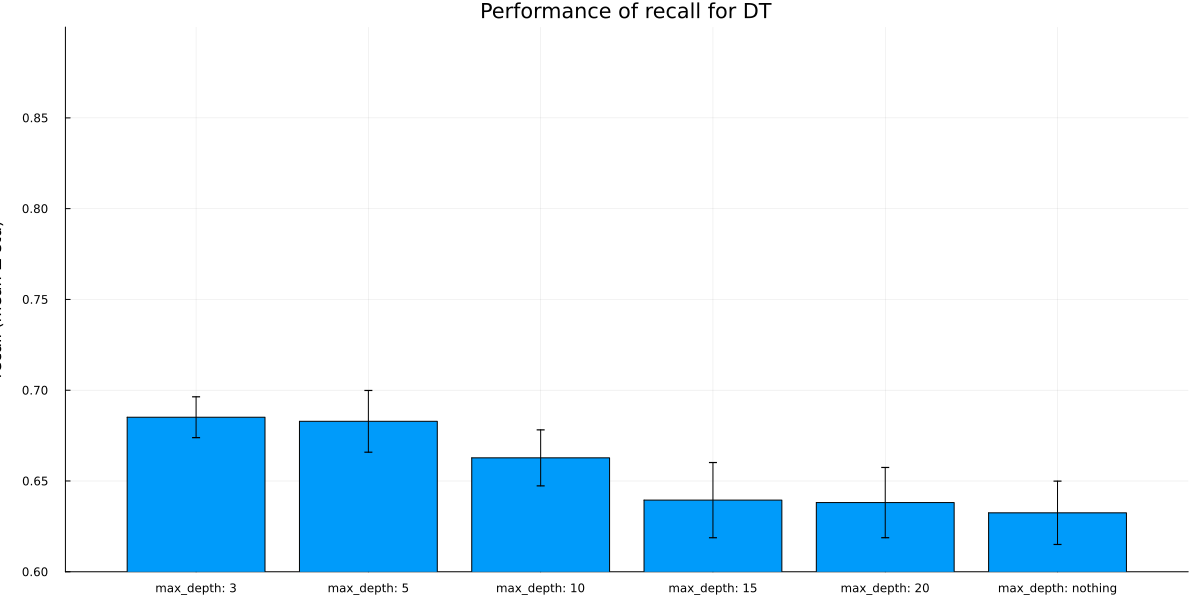 Performance of recall for DT
0.85
0.80
0.75
0.70
0.65
0.60
max_depth: 3
max_depth: 5
max_depth: 10
max_depth: 15
max_depth: 20
max_depth: nothing